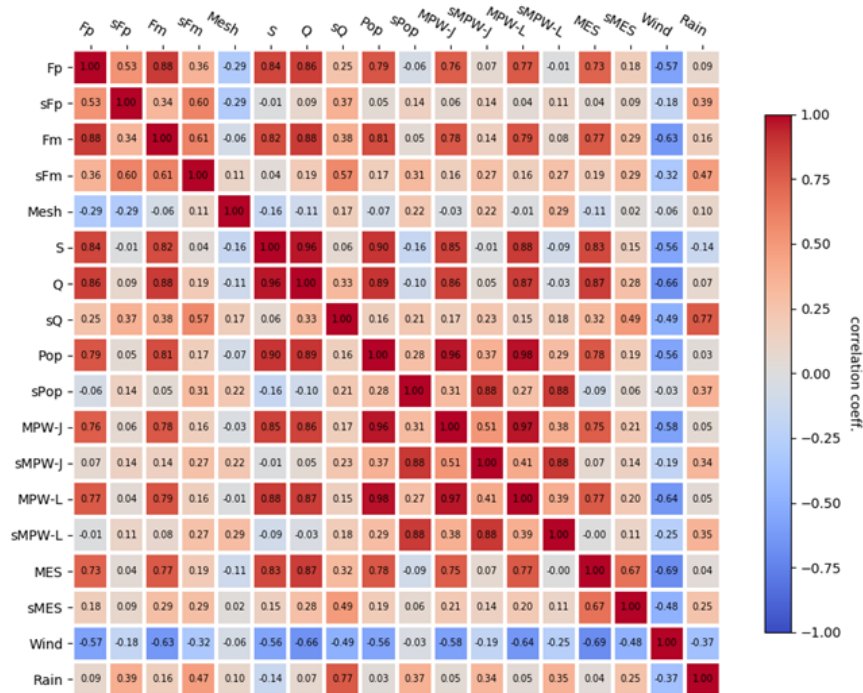 Fp sFp Fm sFm Mesh S Q sQ Pop sPop MPW-J sMPW-J MPW-L sMPW-L MES sMES Wind Rain
Fp 1.00 0.53 0.88 0.36 -0.29 0.84 0.86 0.25 0.79 -0.06 0.76 0.07 0.77 -0.01 0.73 0.18 -0.57 0.09
sFp 0.53 1.00 0.34 0.60 -0.29 -0.01 0.09 0.37 0.05 0.14 0.06 0.14 0.04 0.11 0.04 0.09 -0.18 0.39
Fm 0.88 0.34 1.00 0.61 -0.06 0.82 0.88 0.38 0.81 0.05 0.78 0.14 0.79 0.08 0.77 0.29 -0.63 0.16
sFm 0.36 0.60 0.61 1.00 0.11 0.04 0.19 0.57 0.17 0.31 0.16 0.27 0.16 0.27 0.19 0.29 -0.32 0.47
Mesh -0.29 -0.29 -0.06 0.11 1.00 -0.16 -0.11 0.17 -0.07 0.22 -0.03 0.22 -0.01 0.29 -0.11 0.02 -0.06 0.10
S 0.84 -0.01 0.82 0.04 -0.16 1.00 0.96 0.06 0.90 -0.16 0.85 -0.01 0.88 -0.09 0.83 0.15 -0.56 -0.14
Q 0.86 0.09 0.88 0.19 -0.11 0.96 1.00 0.33 0.89 -0.10 0.86 0.05 0.87 -0.03 0.87 0.28 -0.66 0.07
sQ 0.25 0.37 0.38 0.57 0.17 0.06 0.33 1.00 0.16 0.21 0.17 0.23 0.15 0.18 0.32 0.49 -0.49 0.77
Pop 0.79 0.05 0.81 0.17 -0.07 0.90 0.89 0.16 1.00 0.28 0.96 0.37 0.98 0.29 0.78 0.19 -0.56 0.03
sPop -0.06 0.14 0.05 0.31 0.22 -0.16 -0.10 0.21 0.28 1.00 0.31 0.88 0.27 0.88 -0.09 0.06 -0.03 0.37
MPW-J 0.76 0.06 0.78 0.16 -0.03 0.85 0.86 0.17 0.96 0.31 1.00 0.51 0.97 0.38 0.75 0.21 -0.58 0.05
sMPW-J 0.07 0.14 0.14 0.27 0.22 -0.01 0.05 0.23 0.37 0.88 0.51 1.00 0.41 0.88 0.07 0.14 -0.19 0.34
MPW-L 0.77 0.04 0.79 0.16 -0.01 0.88 0.87 0.15 0.98 0.27 0.97 0.41 1.00 0.39 0.77 0.20 -0.64 0.05
sMPW-L -0.01 0.11 0.08 0.27 0.29 -0.09 -0.03 0.18 0.29 0.88 0.38 0.88 0.39 1.00 -0.00 0.11 -0.25 0.35
MES 0.73 0.04 0.77 0.19 -0.11 0.83 0.87 0.32 0.78 -0.09 0.75 0.07 0.77 -0.00 1.00 0.67 -0.69 0.04
sMES 0.18 0.09 0.29 0.29 0.02 0.15 0.28 0.49 0.19 0.06 0.21 0.14 0.20 0.11 0.67 1.00 -0.48 0.25
Wind -0.57 -0.18 -0.63 -0.32 -0.06 -0.56 -0.66 -0.49 -0.56 -0.03 -0.58 -0.19 -0.64 -0.25 -0.69 -0.48 1.00 -0.37
Rain 0.09 0.39 0.16 0.47 0.10 -0.14 0.07 0.77 0.03 0.37 0.05 0.34 0.05 0.35 0.04 0.25 -0.37 1.00
1.00
0.75
0.50
0.25
0.00
−0.25
−0.50
−0.75
−1.00
correlation coeff.